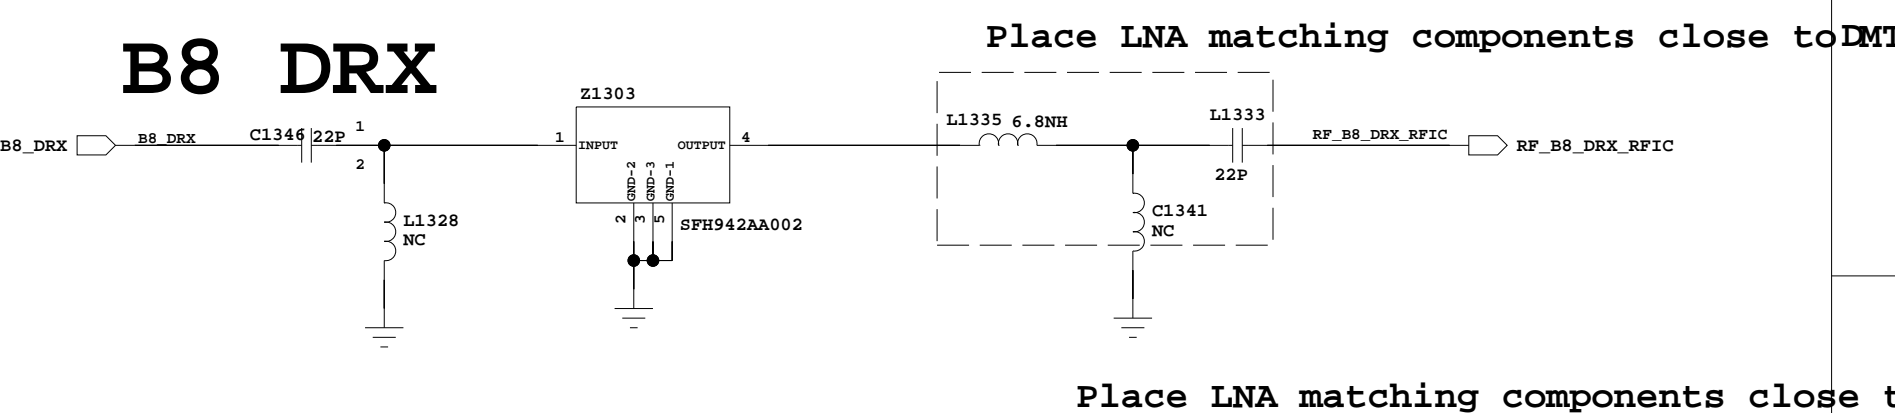 Place LNA matching components close to DMT
B8 DRX
Z1303
B8_DRX
B8_DRX
C1346 22P
1
2
1
INPUT
OUTPUT
4
GND-2
GND-3
GND-1
2
3
5
SFH942AA002
L1328
NC
L1335 6.8NH
L1333
22P
C1341
NC
RF_B8_DRX_RFIC
RF_B8_DRX_RFIC
Place LNA matching components close t